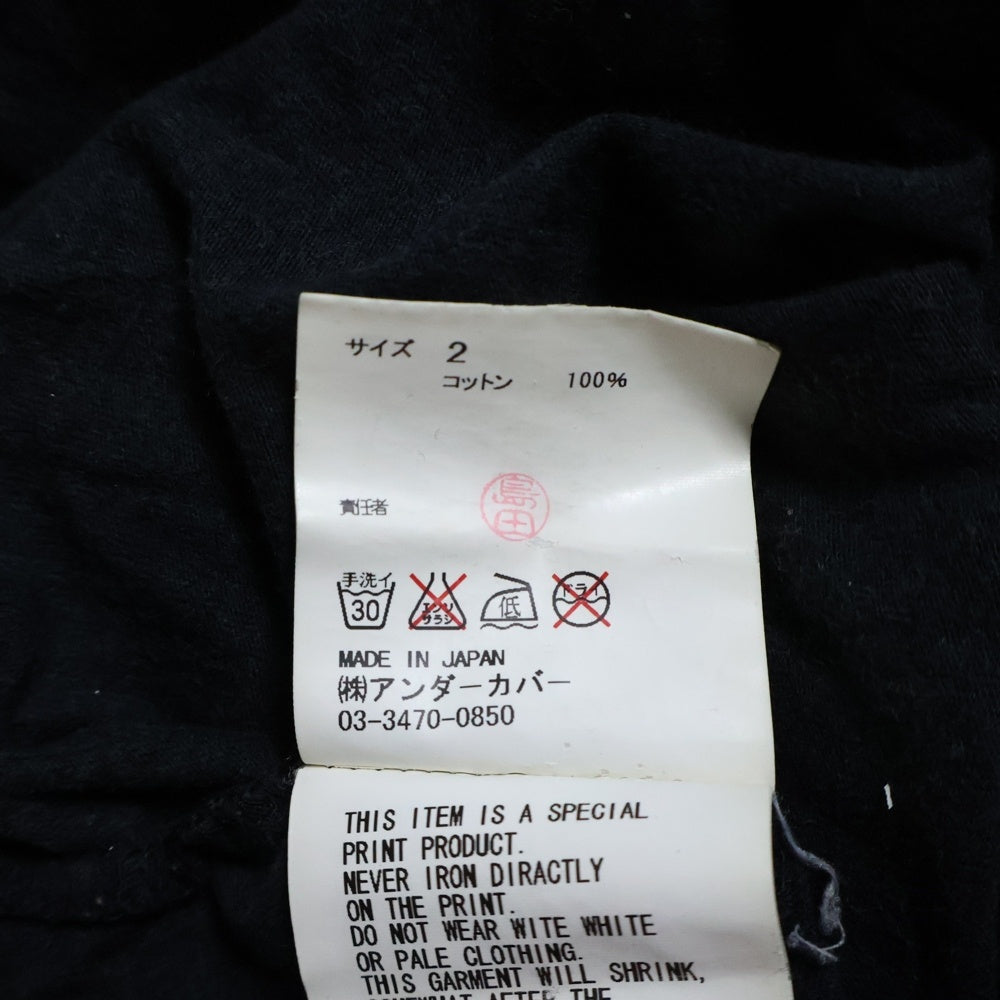 サイズ 2
コットン 100%
責任者 島田
手洗イ
30
エンソ
サラシ
低
ドライ
MADE IN JAPAN
㈱アンダーカバー
03-3470-0850
THIS ITEM IS A SPECIAL
PRINT PRODUCT.
NEVER IRON DIRACTLY
ON THE PRINT.
DO NOT WEAR WITE WHITE
OR PALE CLOTHING.
THIS GARMENT WILL SHRINK,
SOMEWHAT AFTER THE